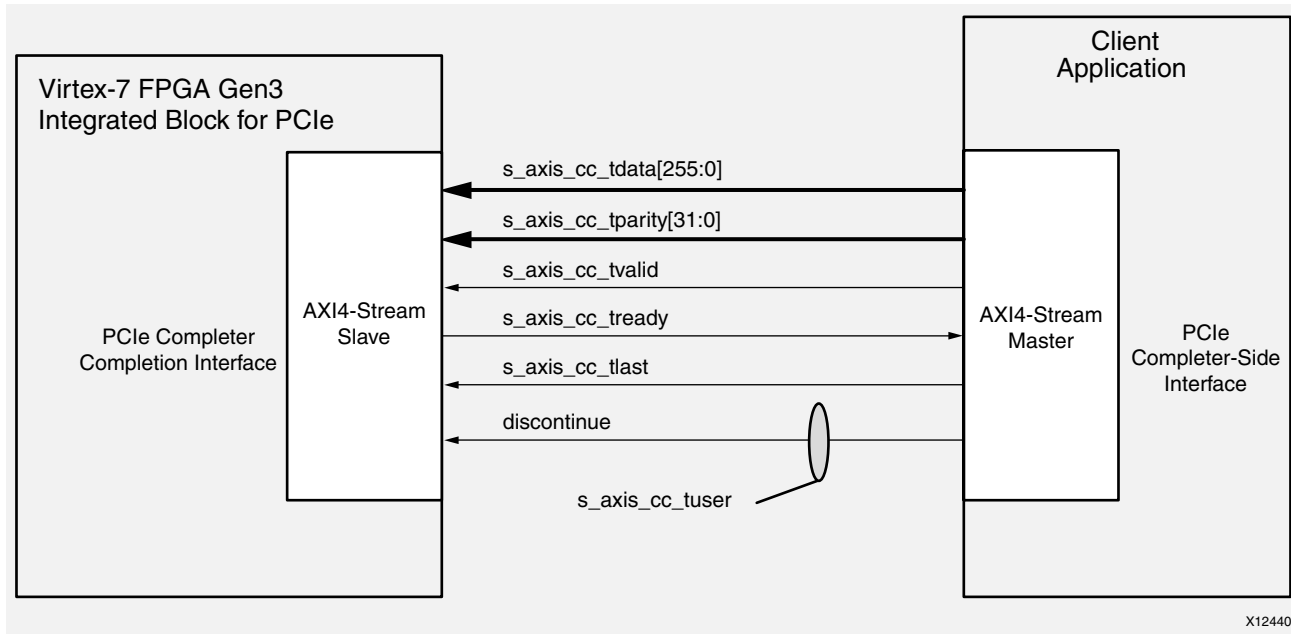 Client
Application
Virtex-7 FPGA Gen3
Integrated Block for PCIe
s_axis_cc_tdata[255:0]
s_axis_cc_tparity[31:0]
s_axis_cc_tvalid
AXI4-Stream
Slave
s_axis_cc_tready
AXI4-Stream
Master
PCIe Completer
Completion Interface
PCIe
Completer-Side
Interface
s_axis_cc_tlast
discontinue
s_axis_cc_tuser
X12440